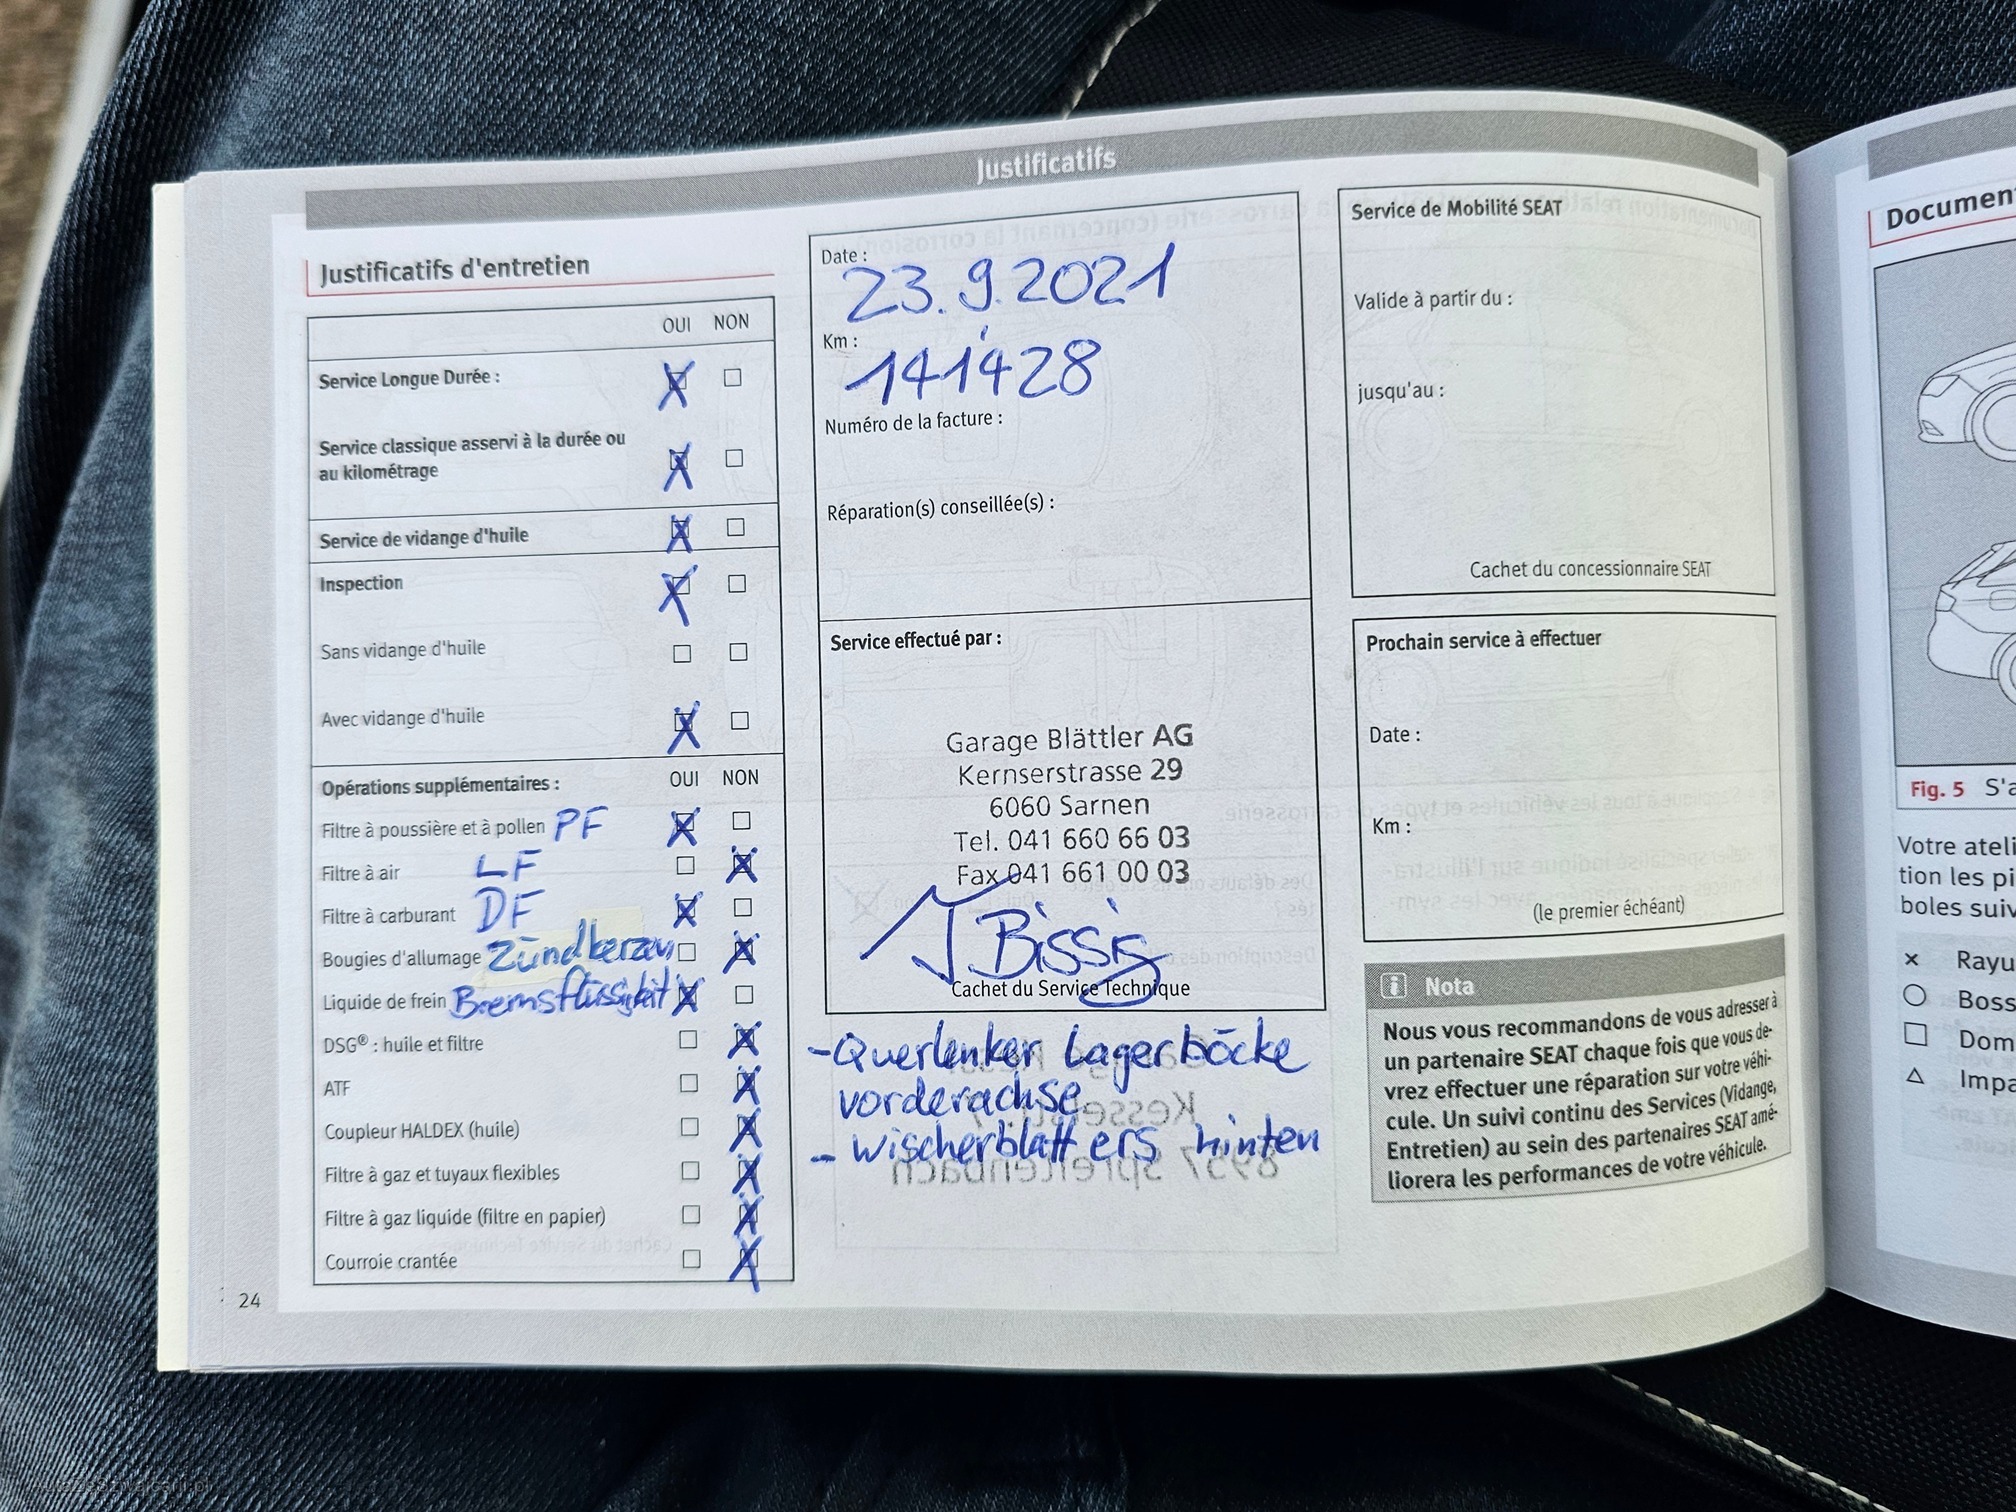 Justificatifs
Justificatifs d'entretien
OUI NON
Service Longue Durée :
Service classique asservi à la durée ou
au kilométrage
Service de vidange d'huile
Inspection
Sans vidange d'huile
Avec vidange d'huile
Opérations supplémentaires : OUI NON
Filtre à poussière et à pollen PF
Filtre à air LF
Filtre à carburant DF
Bougies d'allumage Zündkerzen
Liquide de frein Bremsflüssigkeit
DSG® : huile et filtre
ATF
Coupleur HALDEX (huile)
Filtre à gaz et tuyaux flexibles
Filtre à gaz liquide (filtre en papier)
Courroie crantée
24
Date :
23.9.2021
Km :
141'428
Numéro de la facture :
Réparation(s) conseillée(s) :
Service effectué par :
Garage Blättler AG
Kernserstrasse 29
6060 Sarnen
Tel. 041 660 66 03
Fax 041 661 00 03
Bissig
Cachet du Service Technique
- Querlenker Lagerböcke
vorderachse
- Wischerblatt ers hinten
Service de Mobilité SEAT
Valide à partir du :
jusqu'au :
Cachet du concessionnaire SEAT
Prochain service à effectuer
Date :
Km :
(le premier échéant)
i Nota
Nous vous recommandons de vous adresser à
un partenaire SEAT chaque fois que vous de-
vrez effectuer une réparation sur votre véhi-
cule. Un suivi continu des Services (Vidange,
Entretien) au sein des partenaires SEAT amé-
liorera les performances de votre véhicule.
Documen
Fig. 5 S'a
Votre ateli
tion les pi
boles suiv
× Rayu
Boss
Dom
Impa